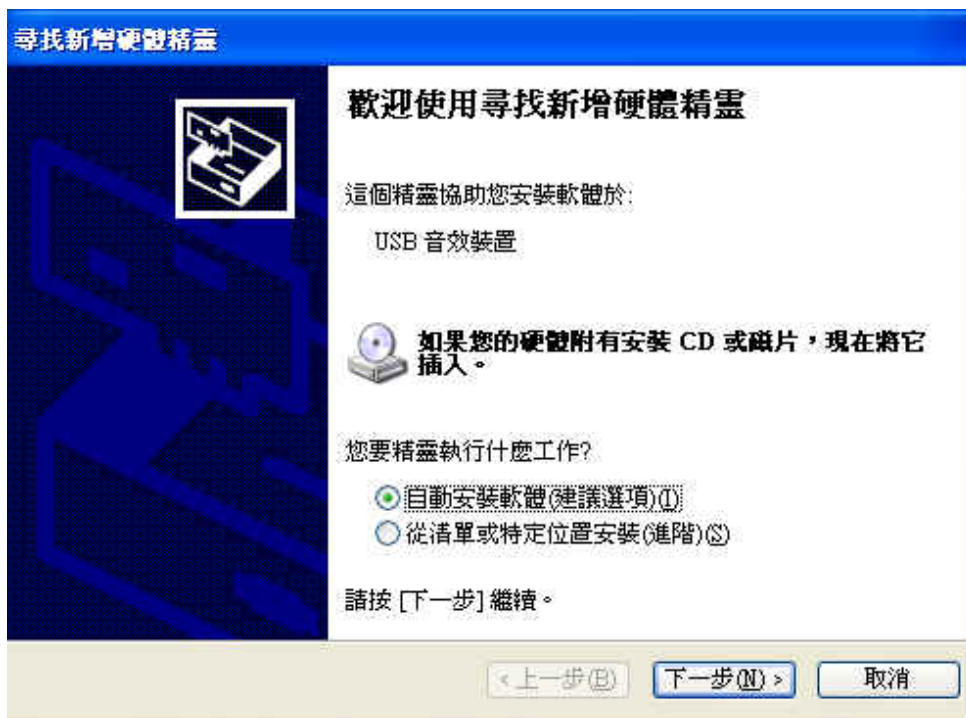 尋找新增硬體精靈
歡迎使用尋找新增硬體精靈
這個精靈協助您安裝軟體於:
USB 音效裝置
如果您的硬體附有安裝 CD 或磁片，現在將它
插入。
您要精靈執行什麼工作?
自動安裝軟體(建議選項)(I)
從清單或特定位置安裝(進階)(S)
請按 [下一步] 繼續。
<上一步(B)
下一步(N) >
取消